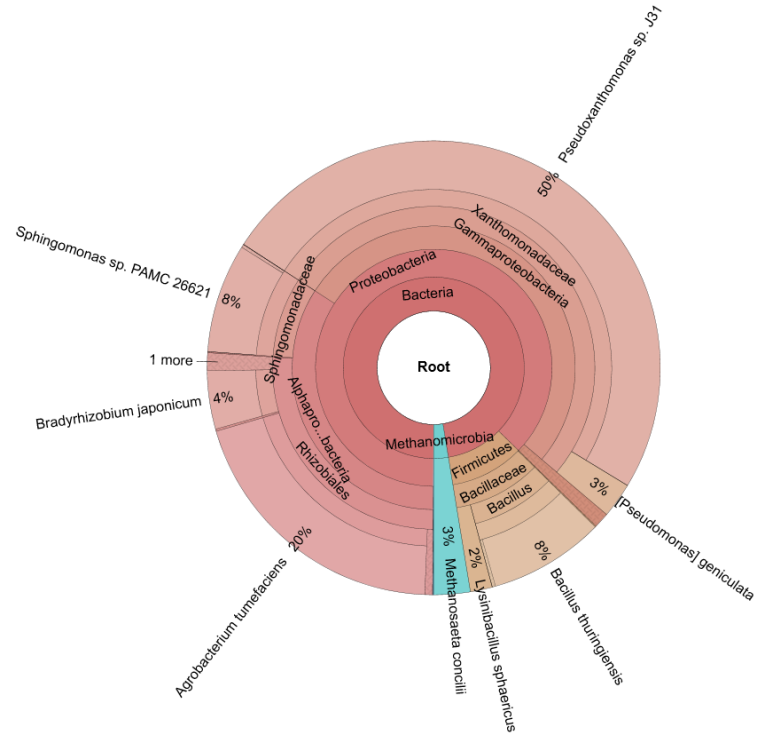 Pseudoxanthomonas sp. J31
50%
Xanthomonadaceae
Gammaproteobacteria
Proteobacteria
Bacteria
Root
Sphingomonas sp. PAMC 26621
8%
Sphingomonadaceae
1 more
Bradyrhizobium japonicum
4%
Alphapro...bacteria
Rhizobiales
Methanomicrobia
Firmicutes
Bacillaceae
Bacillus
3%
[Pseudomonas] geniculata
8%
Bacillus thuringiensis
2%
Lysinibacillus sphaericus
3%
Methanosaeta concilii
20%
Agrobacterium tumefaciens